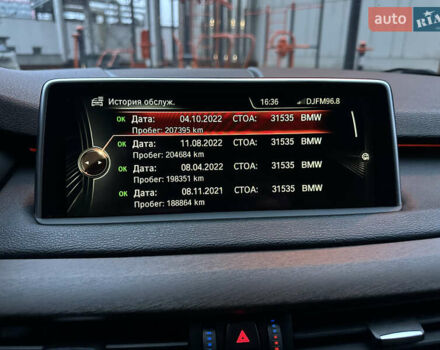 auto RIA
История обслуж. 16:36 DJFM96.8
OK Дата: 04.10.2022 СТОА: 31535 BMW
Пробег: 207395 km
OK Дата: 11.08.2022 СТОА: 31535 BMW
Пробег: 204684 km
OK Дата: 08.04.2022 СТОА: 31535 BMW
Пробег: 198351 km
OK Дата: 08.11.2021 СТОА: 31535 BMW
Пробег: 188864 km